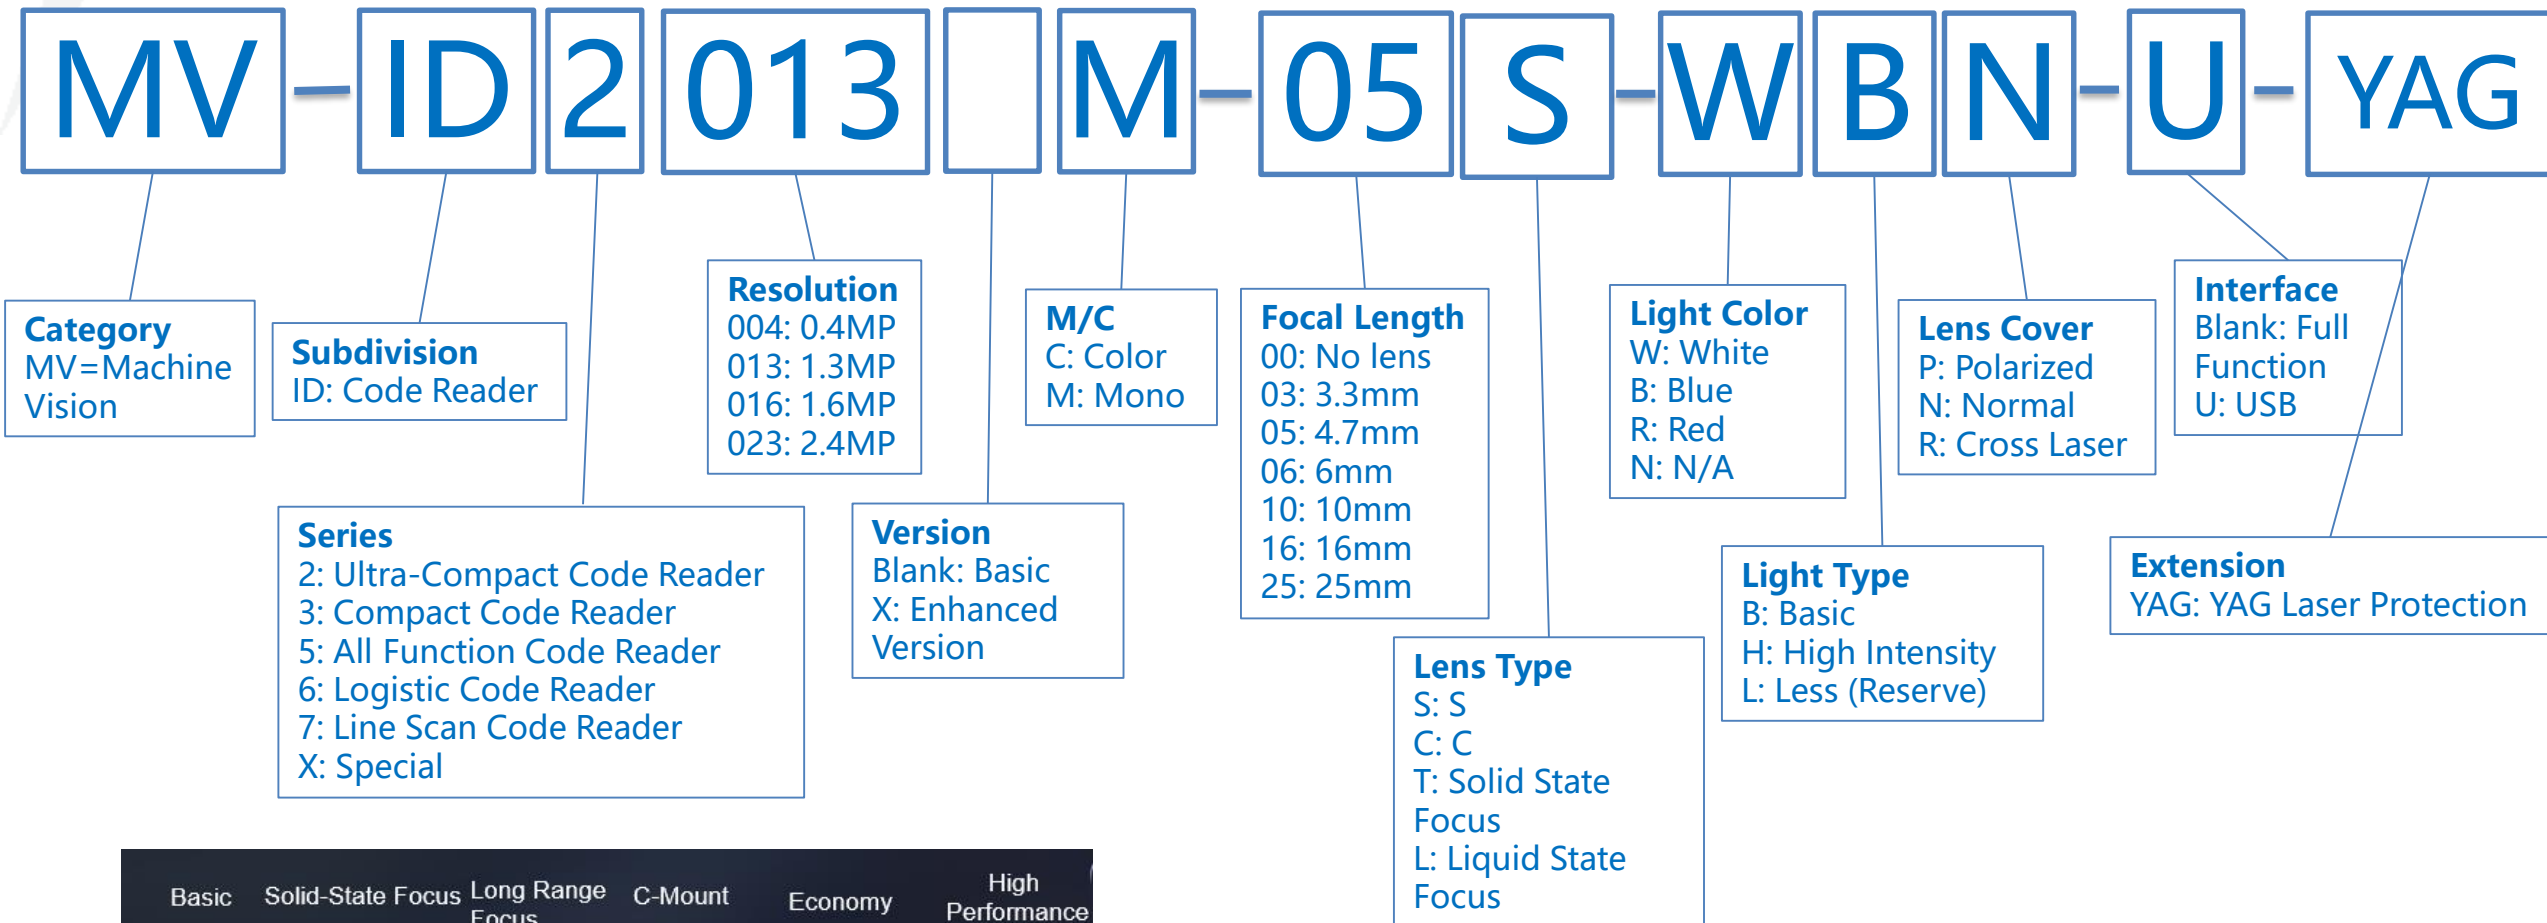 MV - ID 2 013 M - 05 S - W B N - U - YAG
Category
MV=Machine
Vision
Subdivision
ID: Code Reader
Series
2: Ultra-Compact Code Reader
3: Compact Code Reader
5: All Function Code Reader
6: Logistic Code Reader
7: Line Scan Code Reader
X: Special
Resolution
004: 0.4MP
013: 1.3MP
016: 1.6MP
023: 2.4MP
Version
Blank: Basic
X: Enhanced
Version
M/C
C: Color
M: Mono
Focal Length
00: No lens
03: 3.3mm
05: 4.7mm
06: 6mm
10: 10mm
16: 16mm
25: 25mm
Lens Type
S: S
C: C
T: Solid State
Focus
L: Liquid State
Focus
Light Color
W: White
B: Blue
R: Red
N: N/A
Light Type
B: Basic
H: High Intensity
L: Less (Reserve)
Lens Cover
P: Polarized
N: Normal
R: Cross Laser
Interface
Blank: Full
Function
U: USB
Extension
YAG: YAG Laser Protection
Basic
Solid-State Focus
Long Range
Focus
C-Mount
Economy
High
Performance